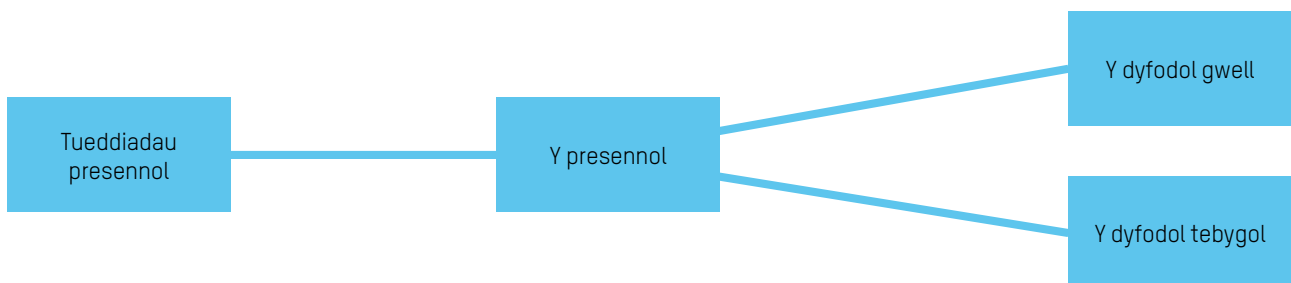 Tueddiadau
presennol
Y presennol
Y dyfodol gwell
Y dyfodol tebygol